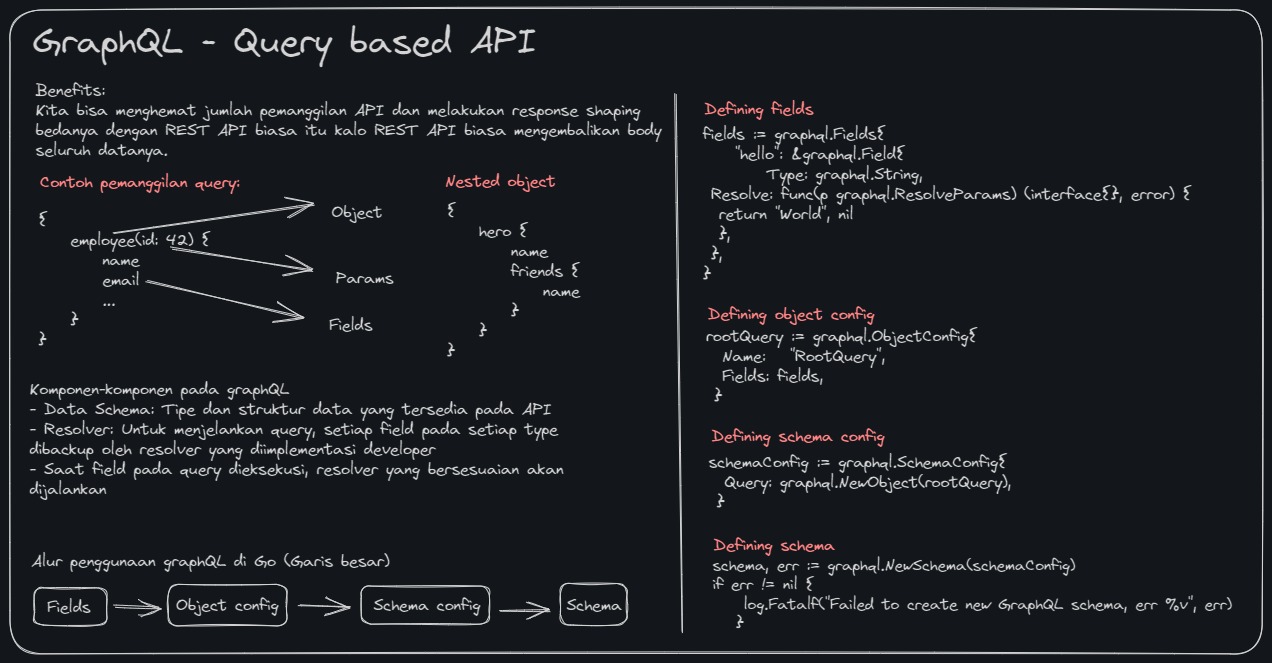 GraphQL - Query based API
Benefits:
Kita bisa menghemat jumlah pemanggilan API dan melakukan response shaping
bedanya dengan REST API biasa itu kalo REST API biasa mengembalikan body
seluruh datanya.
Contoh pemanggilan query:
{
employee(id: 42) {
name
email
...
}
}
Object
Params
Fields
Nested object
{
hero {
name
friends {
name
}
}
}
Komponen-komponen pada graphQL
- Data Schema: Tipe dan struktur data yang tersedia pada API
- Resolver: Untuk menjelankan query, setiap field pada setiap type
dibackup oleh resolver yang diimplementasi developer
- Saat field pada query dieksekusi, resolver yang bersesuaian akan
dijalankan
Alur penggunaan graphQL di Go (Garis besar)
Fields
Object config
Schema config
Schema
Defining fields
fields := graphql.Fields{
"hello": &graphql.Field{
Type: graphql.String,
Resolve: func(p graphql.ResolveParams) (interface{}, error) {
return "World", nil
},
},
}
Defining object config
rootQuery := graphql.ObjectConfig{
Name: "RootQuery",
Fields: fields,
}
Defining schema config
schemaConfig := graphql.SchemaConfig{
Query: graphql.NewObject(rootQuery),
}
Defining schema
schema, err := graphql.NewSchema(schemaConfig)
if err != nil {
log.Fatalf("Failed to create new GraphQL schema, err %v", err)
}